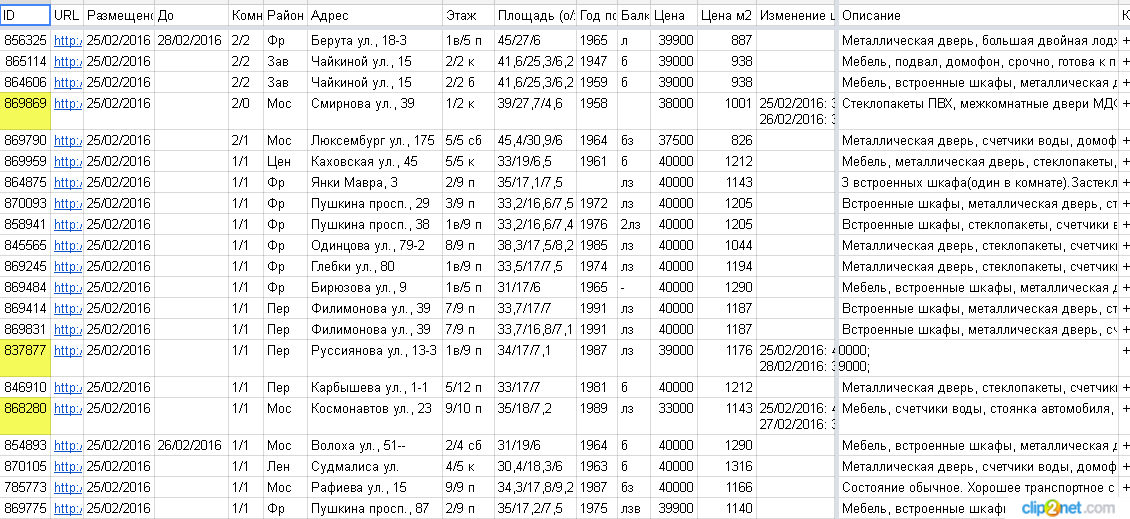 ID URL Размещено До Комн Район Адрес Этаж Площадь (о/ Год по Балк Цена Цена м2 Изменение ц Описание К
856325 http:/ 25/02/2016 28/02/2016 2/2 Фр Берута ул., 18-3 1в/5 п 45/27/6 1965 л 39900 887 Металлическая дверь, большая двойная лодж +
865114 http:/ 25/02/2016 2/2 Зав Чайкиной ул., 15 2/2 к 41,6/25,3/6,2 1947 б 39000 938 Мебель, подвал, домофон, срочно, готова к п +
864606 http:/ 25/02/2016 2/2 Зав Чайкиной ул., 15 2/2 б 41,6/25,3/6,2 1959 б 39000 938 Мебель, встроенные шкафы, металлическая д +
869869 http:/ 25/02/2016 2/0 Мос Смирнова ул., 39 1/2 к 39/27,7/4,6 1958 38000 1001 25/02/2016: 3 Стеклопакеты ПВХ, межкомнатные двери МДФ +
26/02/2016: 3
869790 http:/ 25/02/2016 2/1 Мос Люксембург ул., 175 5/5 сб 45,4/30,9/6 1964 бз 37500 826 Металлическая дверь, счетчики воды, домоф +
869959 http:/ 25/02/2016 1/1 Цен Каховская ул., 45 5/5 к 33/19/6,5 1961 б 40000 1212 Мебель, металлическая дверь, стеклопакеты, +
864875 http:/ 25/02/2016 1/1 Фр Янки Мавра, 3 2/9 п 35/17,1/7,5 лз 40000 1143 3 встроенных шкафа(один в комнате).Застекл +
870093 http:/ 25/02/2016 1/1 Фр Пушкина просп., 29 3/9 п 33,2/16,6/7,5 1972 лз 40000 1205 Встроенные шкафы, металлическая дверь, ст +
858941 http:/ 25/02/2016 1/1 Фр Пушкина просп., 38 1в/9 п 33,2/16,6/7,4 1976 2лз 40000 1205 Встроенные шкафы, стеклопакеты, счетчики в +
845565 http:/ 25/02/2016 1/1 Фр Одинцова ул., 79-2 8/9 п 38,3/17,5/8,2 1985 лз 40000 1044 Металлическая дверь, стеклопакеты, счетчик +
869245 http:/ 25/02/2016 1/1 Фр Глебки ул., 80 1в/9 п 33,5/17/7,5 1974 лз 40000 1194 Металлическая дверь, стеклопакеты, счетчики +
869484 http:/ 25/02/2016 1/1 Фр Бирюзова ул., 9 1в/5 п 31/17/6 1965 - 40000 1290 Мебель, встроенные шкафы, металлическая д +
869414 http:/ 25/02/2016 1/1 Пер Филимонова ул., 39 7/9 п 33,7/17/7 1991 лз 40000 1187 Встроенные шкафы, металлическая дверь, ст +
869831 http:/ 25/02/2016 1/1 Пер Филимонова ул., 39 7/9 п 33,7/16,8/7,1 1991 лз 40000 1187 Встроенные шкафы, металлическая дверь, сч +
837877 http:/ 25/02/2016 1/1 Пер Руссиянова ул., 13-3 1в/9 п 34/17/7,1 1987 лз 39000 1176 25/02/2016: 40000; +
28/02/2016: 39000;
846910 http:/ 25/02/2016 1/1 Пер Карбышева ул., 1-1 5/12 п 33/17/7 1981 б 40000 1212 Металлическая дверь, стеклопакеты, счетчики +
868280 http:/ 25/02/2016 1/1 Мос Космонавтов ул., 23 9/10 п 35/18/7,2 1989 лз 33000 1143 25/02/2016: 4 Мебель, счетчики воды, стоянка автомобиля, +
27/02/2016: 3
854893 http:/ 25/02/2016 26/02/2016 1/1 Мос Волоха ул., 51-- 2/4 сб 31/19/6 1964 б 40000 1290 Мебель, встроенные шкафы, металлическая д +
870105 http:/ 25/02/2016 1/1 Лен Судмалиса ул. 4/5 к 30,4/18,3/6 1963 б 40000 1316 Металлическая дверь, счетчики воды, домоф +
785773 http:/ 25/02/2016 1/1 Мос Рафиева ул., 15 9/9 п 34,3/17,8/9,2 1987 бз 40000 1166 Состояние обычное. Хорошее транспортное с +
869775 http:/ 25/02/2016 1/1 Фр Пушкина просп., 87 2/9 п 35/17,2/7,5 1975 лзв 39900 1140 Мебель, встроенные шкаф
clip2net.com